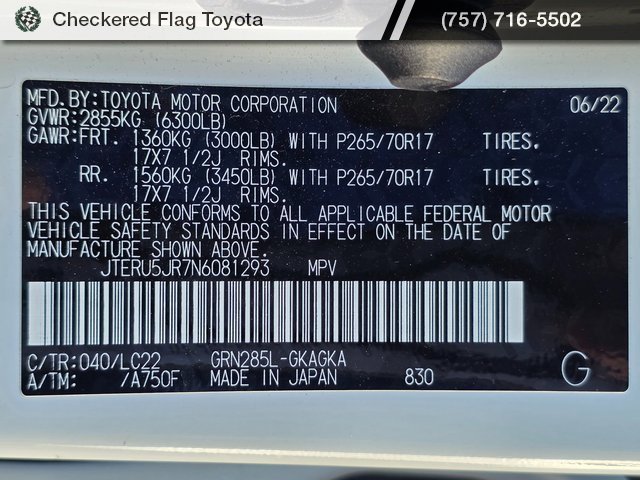 Checkered Flag Toyota
(757) 716-5502
MFD.BY:TOYOTA MOTOR CORPORATION 06/22
GVWR:2855KG (6300LB)
GAWR:FRT. 1360KG (3000LB) WITH P265/70R17 TIRES.
17X7 1/2J RIMS.
RR. 1560KG (3450LB) WITH P265/70R17 TIRES.
17X7 1/2J RIMS.
THIS VEHICLE CONFORMS TO ALL APPLICABLE FEDERAL MOTOR
VEHICLE SAFETY STANDARDS IN EFFECT ON THE DATE OF
MANUFACTURE SHOWN ABOVE.
JTERU5JR7N6081293 MPV
C/TR:040/LC22 GRN285L-GKAGKA
A/TM: /A750F MADE IN JAPAN 830 G